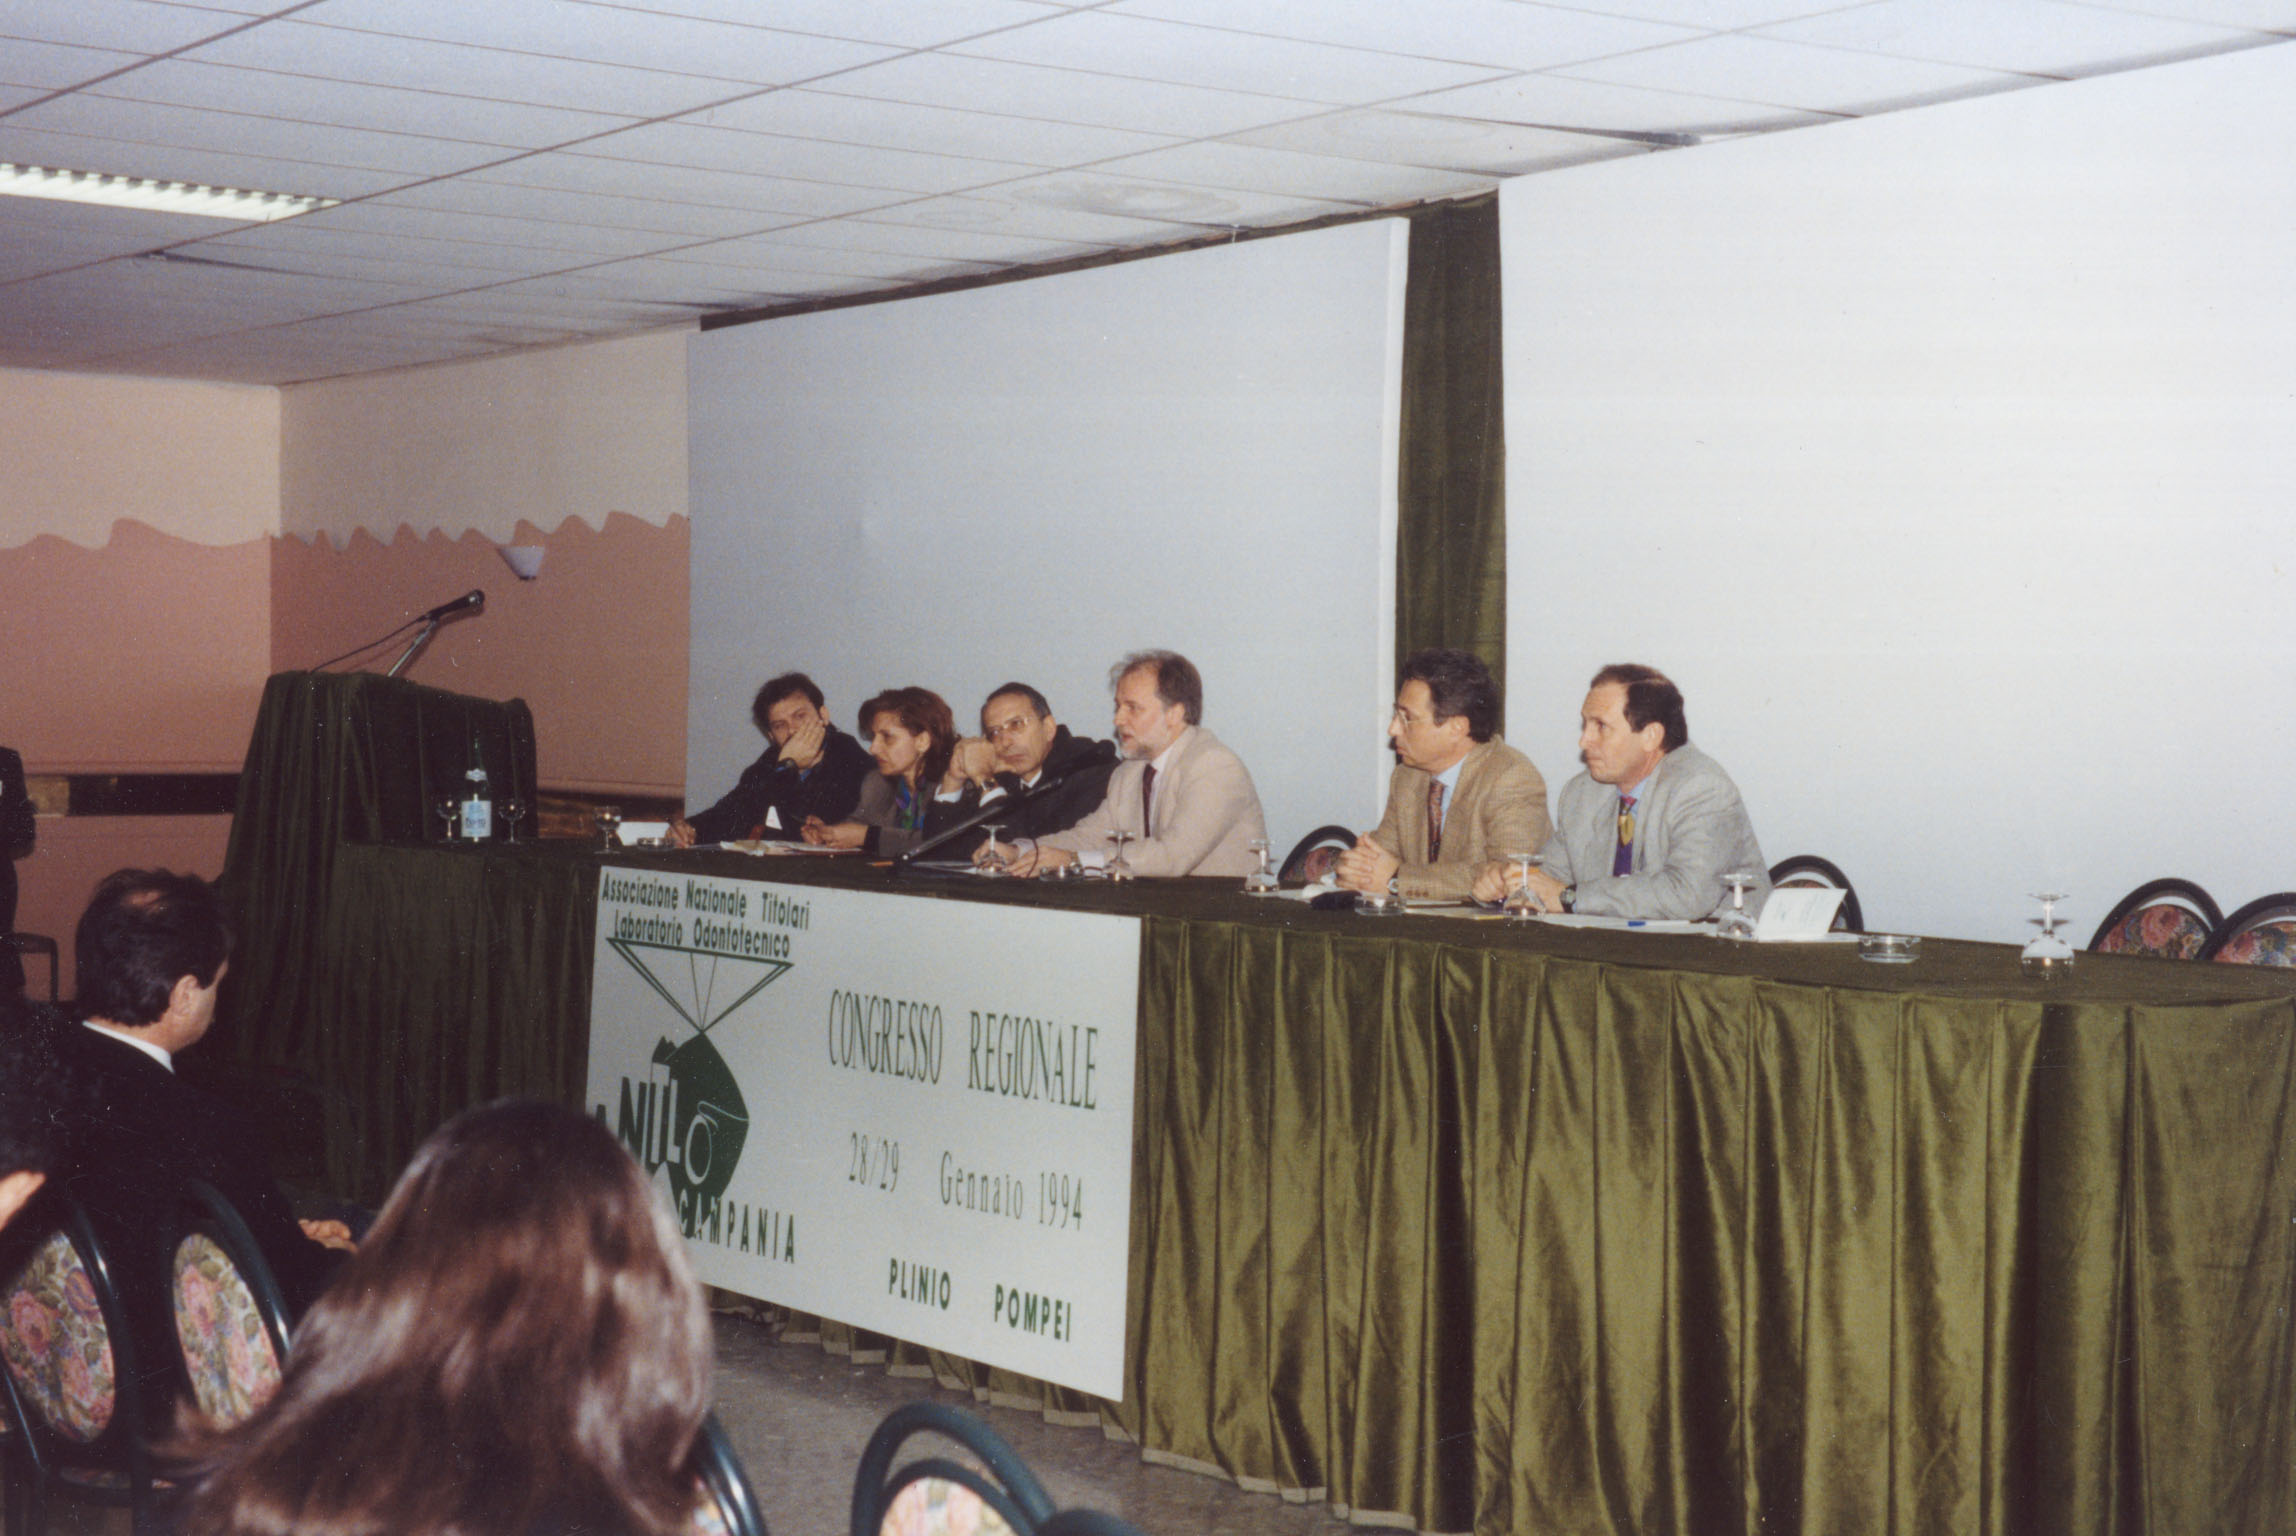 Associazione Nazionale Titolari
Laboratorio Odontotecnico
ANTLO
CAMPANIA
CONGRESSO REGIONALE
28/29 Gennaio 1994
PLINIO POMPEI